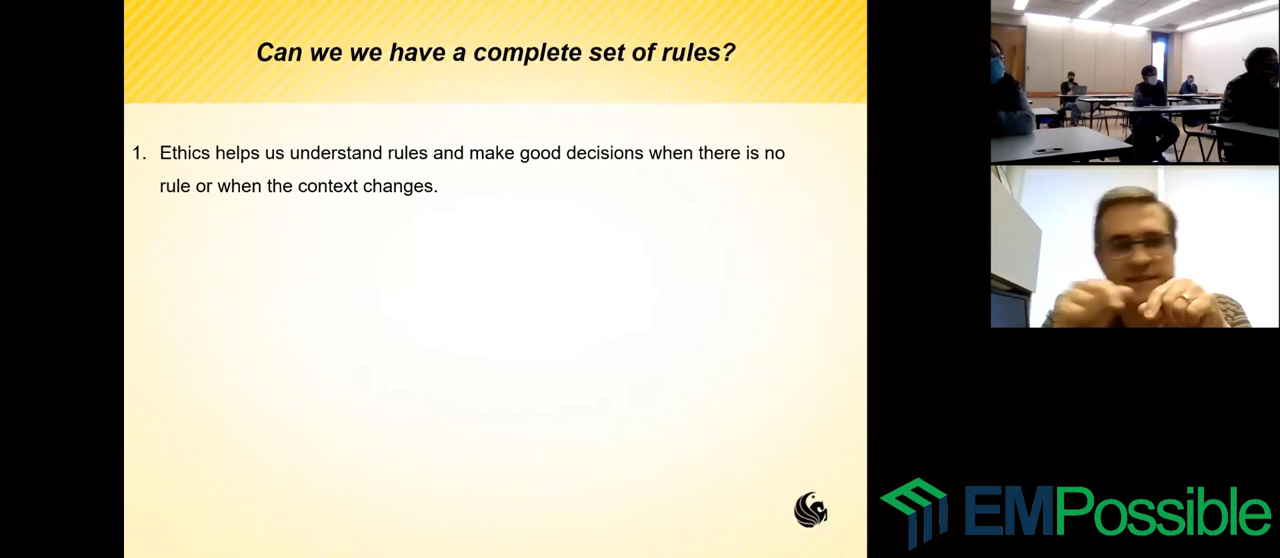 Can we we have a complete set of rules?
1. Ethics helps us understand rules and make good decisions when there is no
rule or when the context changes.
EMPossible